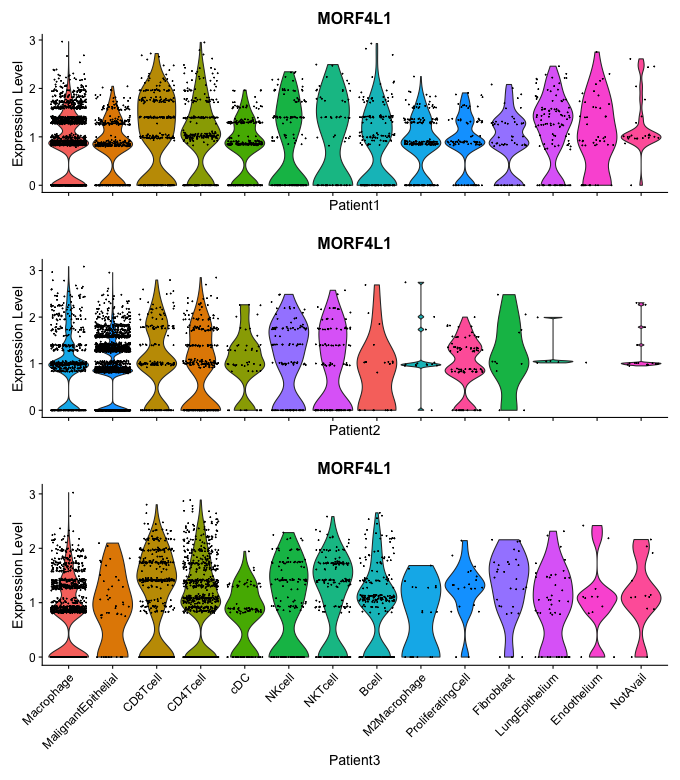 MORF4L1
Expression Level
3
2
1
0
Patient1
MORF4L1
Expression Level
3
2
1
0
Patient2
MORF4L1
Expression Level
3
2
1
0
Macrophage
MalignantEpithelial
CD8Tcell
CD4Tcell
cDC
NKcell
NKTcell
Bcell
M2Macrophage
ProliferatingCell
Fibroblast
LungEpithelium
Endothelium
NotAvail
Patient3